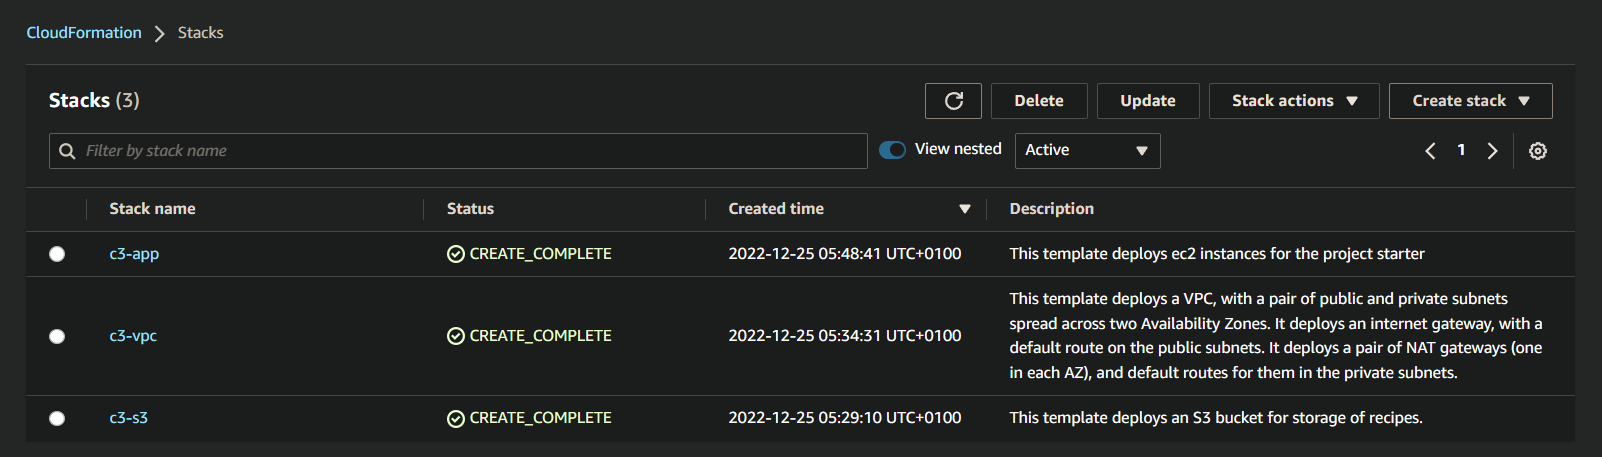 CloudFormation > Stacks
Stacks (3)
Delete
Update
Stack actions
Create stack
Filter by stack name
View nested
Active
1
Stack name
Status
Created time
Description
c3-app
CREATE_COMPLETE
2022-12-25 05:48:41 UTC+0100
This template deploys ec2 instances for the project starter
c3-vpc
CREATE_COMPLETE
2022-12-25 05:34:31 UTC+0100
This template deploys a VPC, with a pair of public and private subnets
spread across two Availability Zones. It deploys an internet gateway, with a
default route on the public subnets. It deploys a pair of NAT gateways (one
in each AZ), and default routes for them in the private subnets.
c3-s3
CREATE_COMPLETE
2022-12-25 05:29:10 UTC+0100
This template deploys an S3 bucket for storage of recipes.